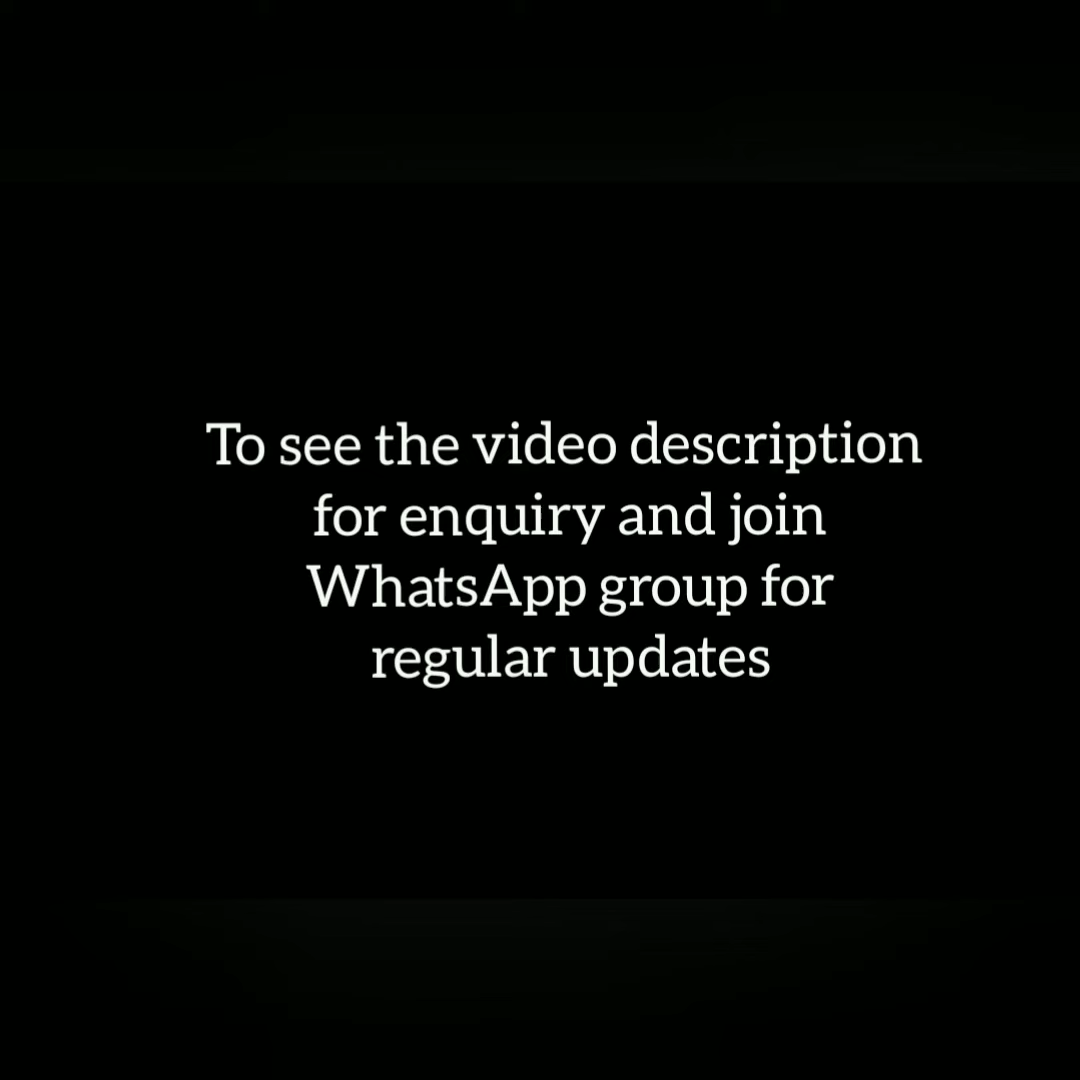 To see the video description
for enquiry and join
WhatsApp group for
regular updates